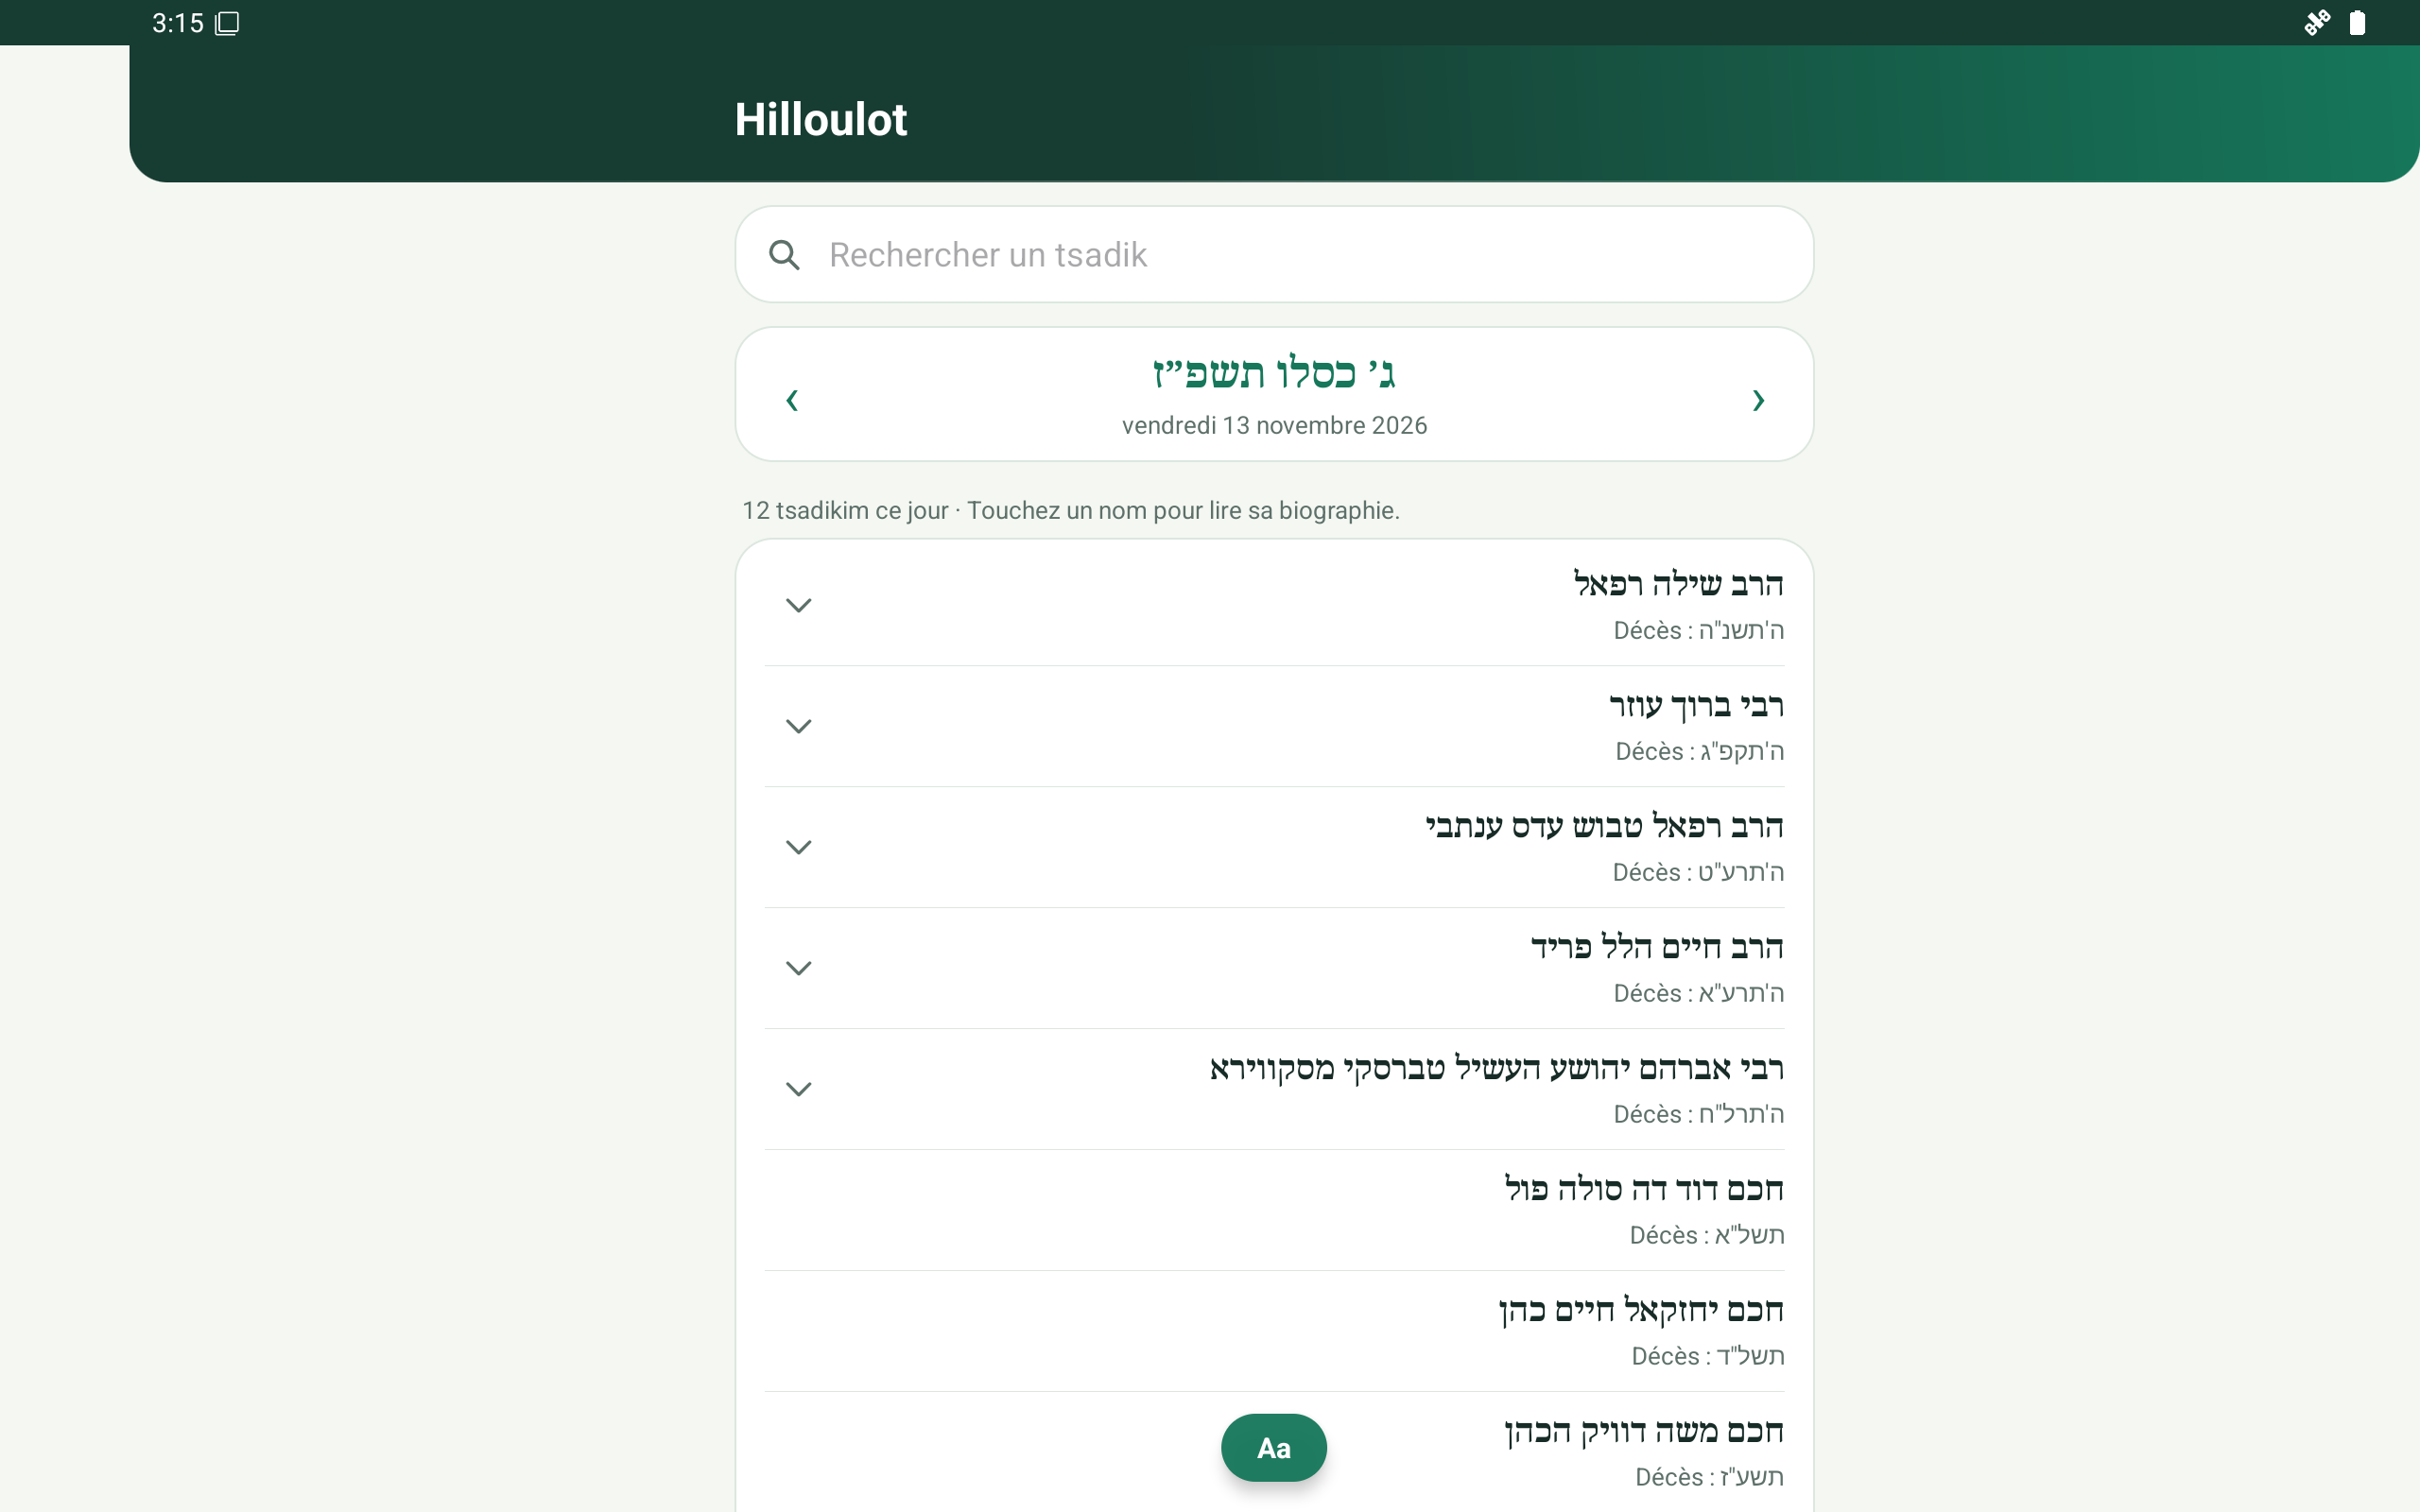 3:15
Hilloulot
Rechercher un tsadik
ג׳ כסלו תשפ״ז
vendredi 13 novembre 2026
12 tsadikim ce jour · Touchez un nom pour lire sa biographie.
הרב שילה רפאל
Décès : ה'תשנ"ה
רבי ברוך עוזר
Décès : ה'תקפ"ג
הרב רפאל טבוש עדס ענתבי
Décès : ה'תרע"ט
הרב חיים הלל פריד
Décès : ה'תרע"א
רבי אברהם יהושע העשיל טברסקי מסקווירא
Décès : ה'תרל"ח
חכם דוד דה סולה פול
Décès : תשל"א
חכם יחזקאל חיים כהן
Décès : תשל"ד
חכם משה דוויק הכהן
Décès : תשע"ז
Aa